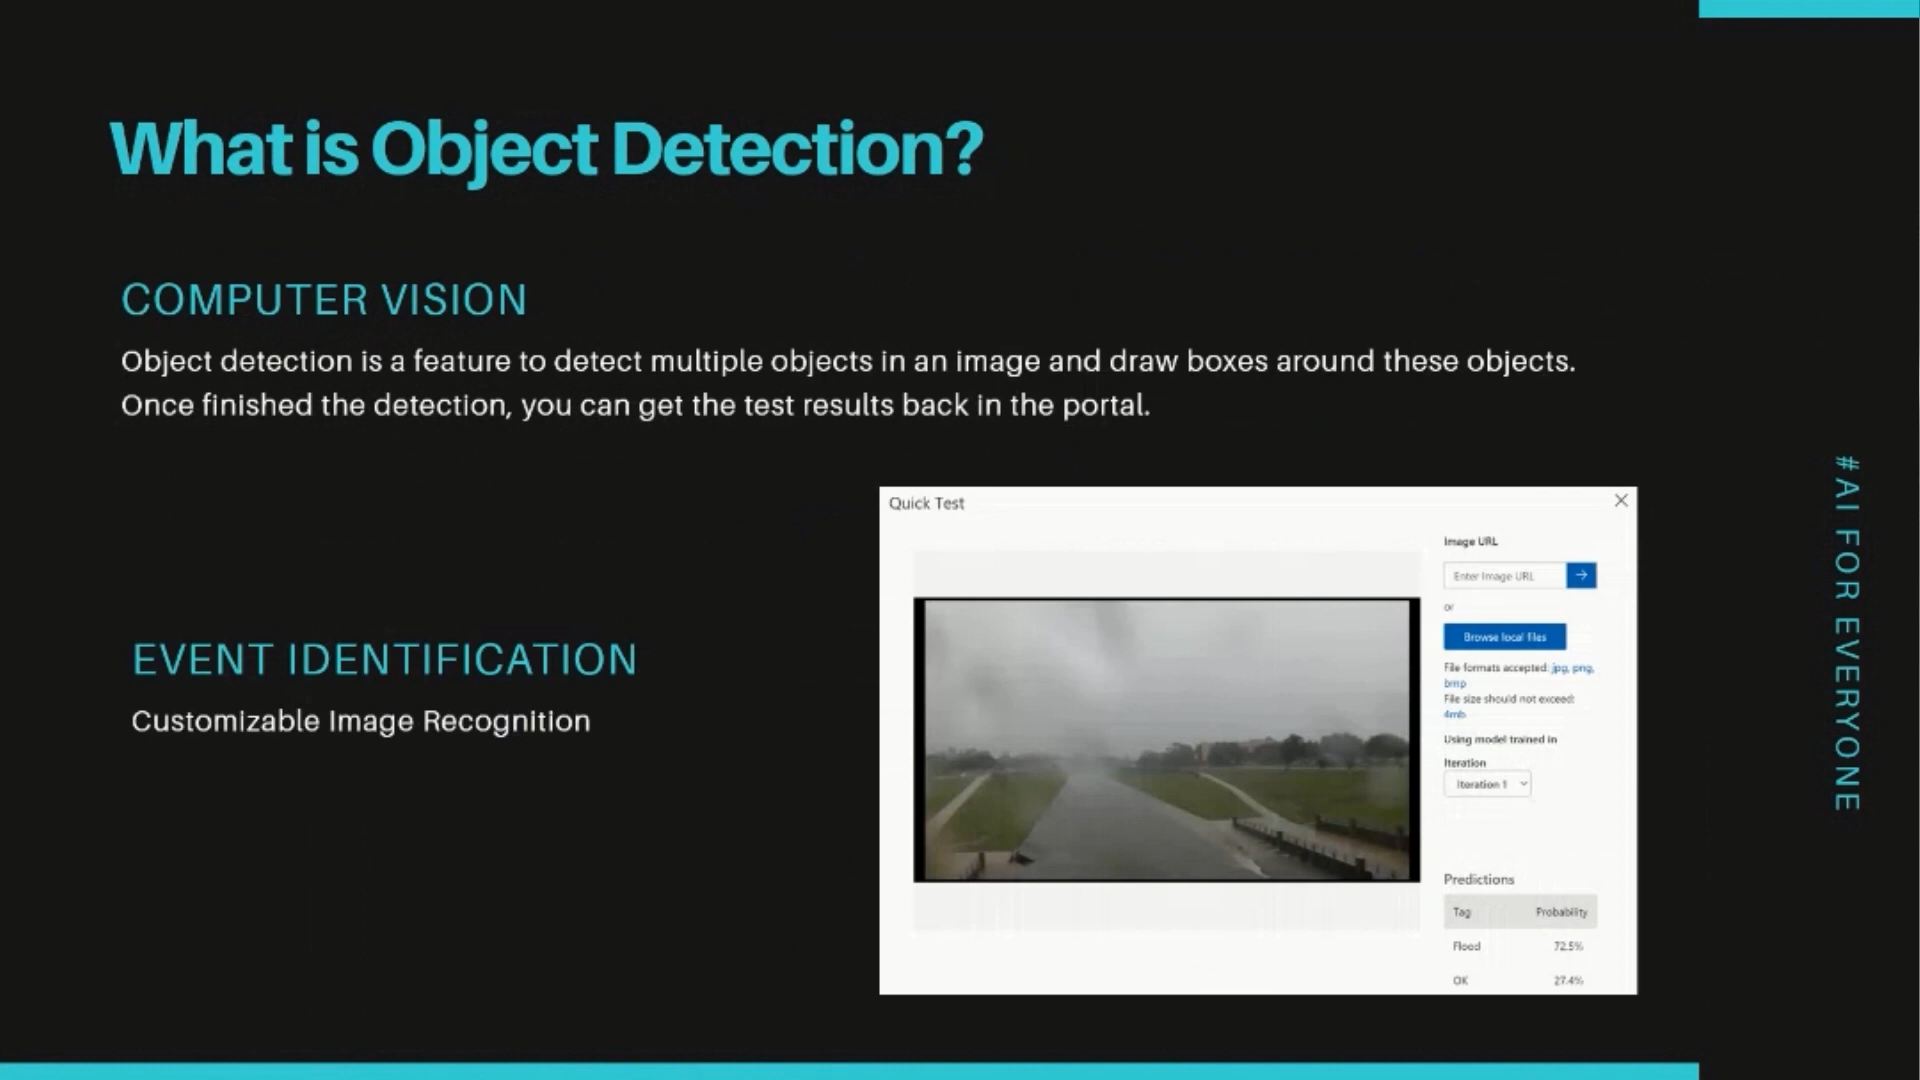 What is Object Detection?
COMPUTER VISION
Object detection is a feature to detect multiple objects in an image and draw boxes around these objects.
Once finished the detection, you can get the test results back in the portal.
EVENT IDENTIFICATION
Customizable Image Recognition
Quick Test
Image URL
Enter Image URL
or
Browse local files
File formats accepted: jpg, png,
bmp
File size should not exceed:
4mb
Using model trained in
Iteration
Iteration 1
Predictions
Tag Probability
Flood 72.5%
OK 27.4%
#AI FOR EVERYONE